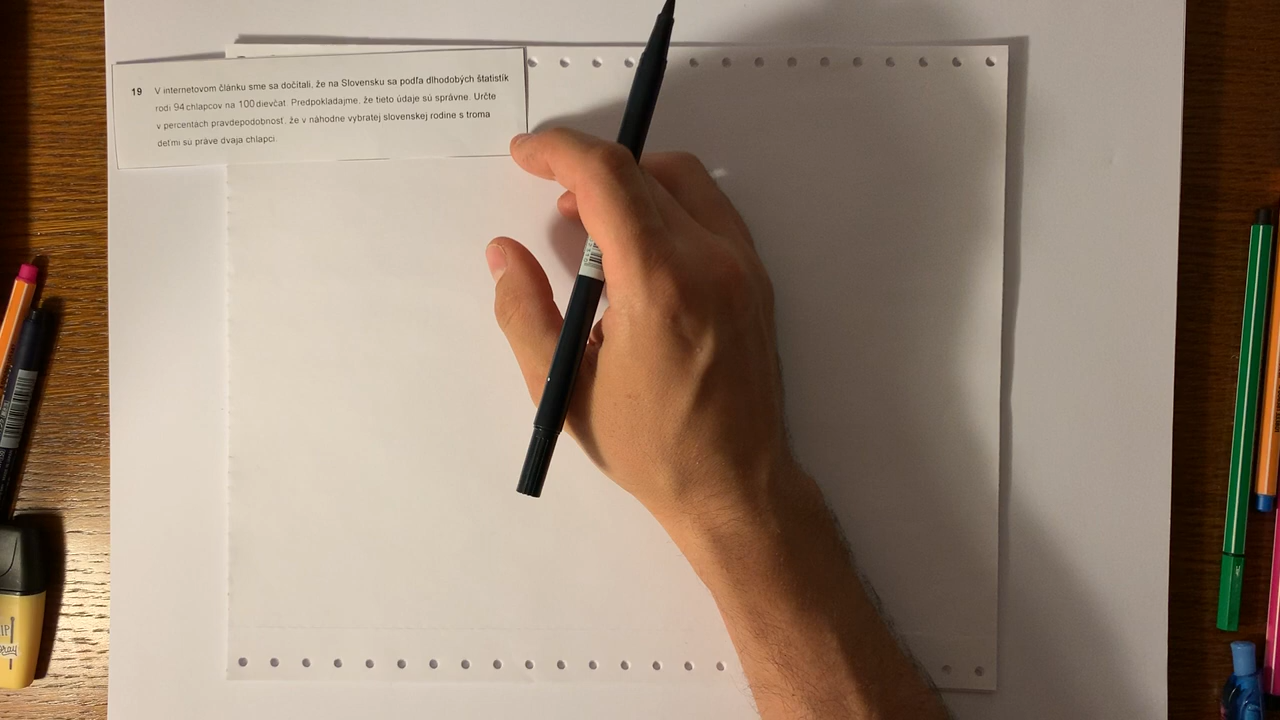 19 V internetovom článku sme sa dočítali, že na Slovensku sa podľa dlhodobých štatistík
rodí 94 chlapcov na 100 dievčat. Predpokladajme, že tieto údaje sú správne. Určte
v percentách pravdepodobnosť, že v náhodne vybratej slovenskej rodine s troma
deťmi sú práve dvaja chlapci.